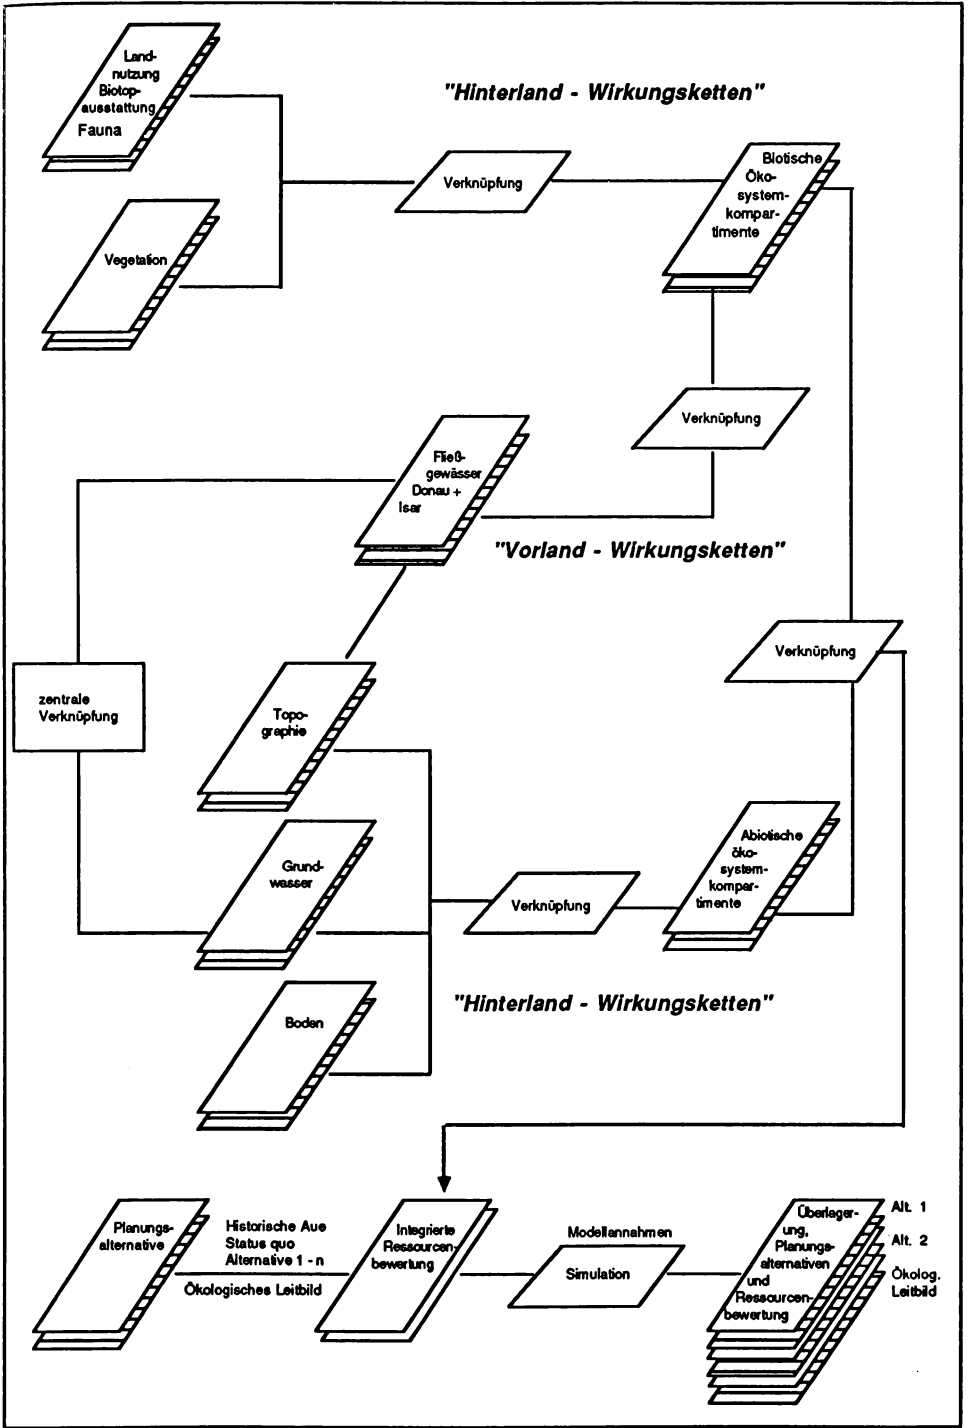 Land-
nutzung
Biotop-
ausstattung
Fauna
"Hinterland - Wirkungsketten"
Verknüpfung
Biotische
Öko-
system-
kompar-
timente
Vegetation
Verknüpfung
Fließ-
gewässer
Donau +
Isar
"Vorland - Wirkungsketten"
Verknüpfung
zentrale
Verknüpfung
Topo-
graphie
Grund-
wasser
Verknüpfung
Abiotische
öko-
system-
kompar-
timente
"Hinterland - Wirkungsketten"
Boden
Planungs-
alternative
Historische Aue
Status quo
Alternative 1 - n
Ökologisches Leitbild
Integrierte
Ressourcen-
bewertung
Modellannahmen
Simulation
Überlager-
ung,
Planungs-
alternativen
und
Ressourcen-
bewertung
Alt. 1
Alt. 2
Ökolog.
Leitbild